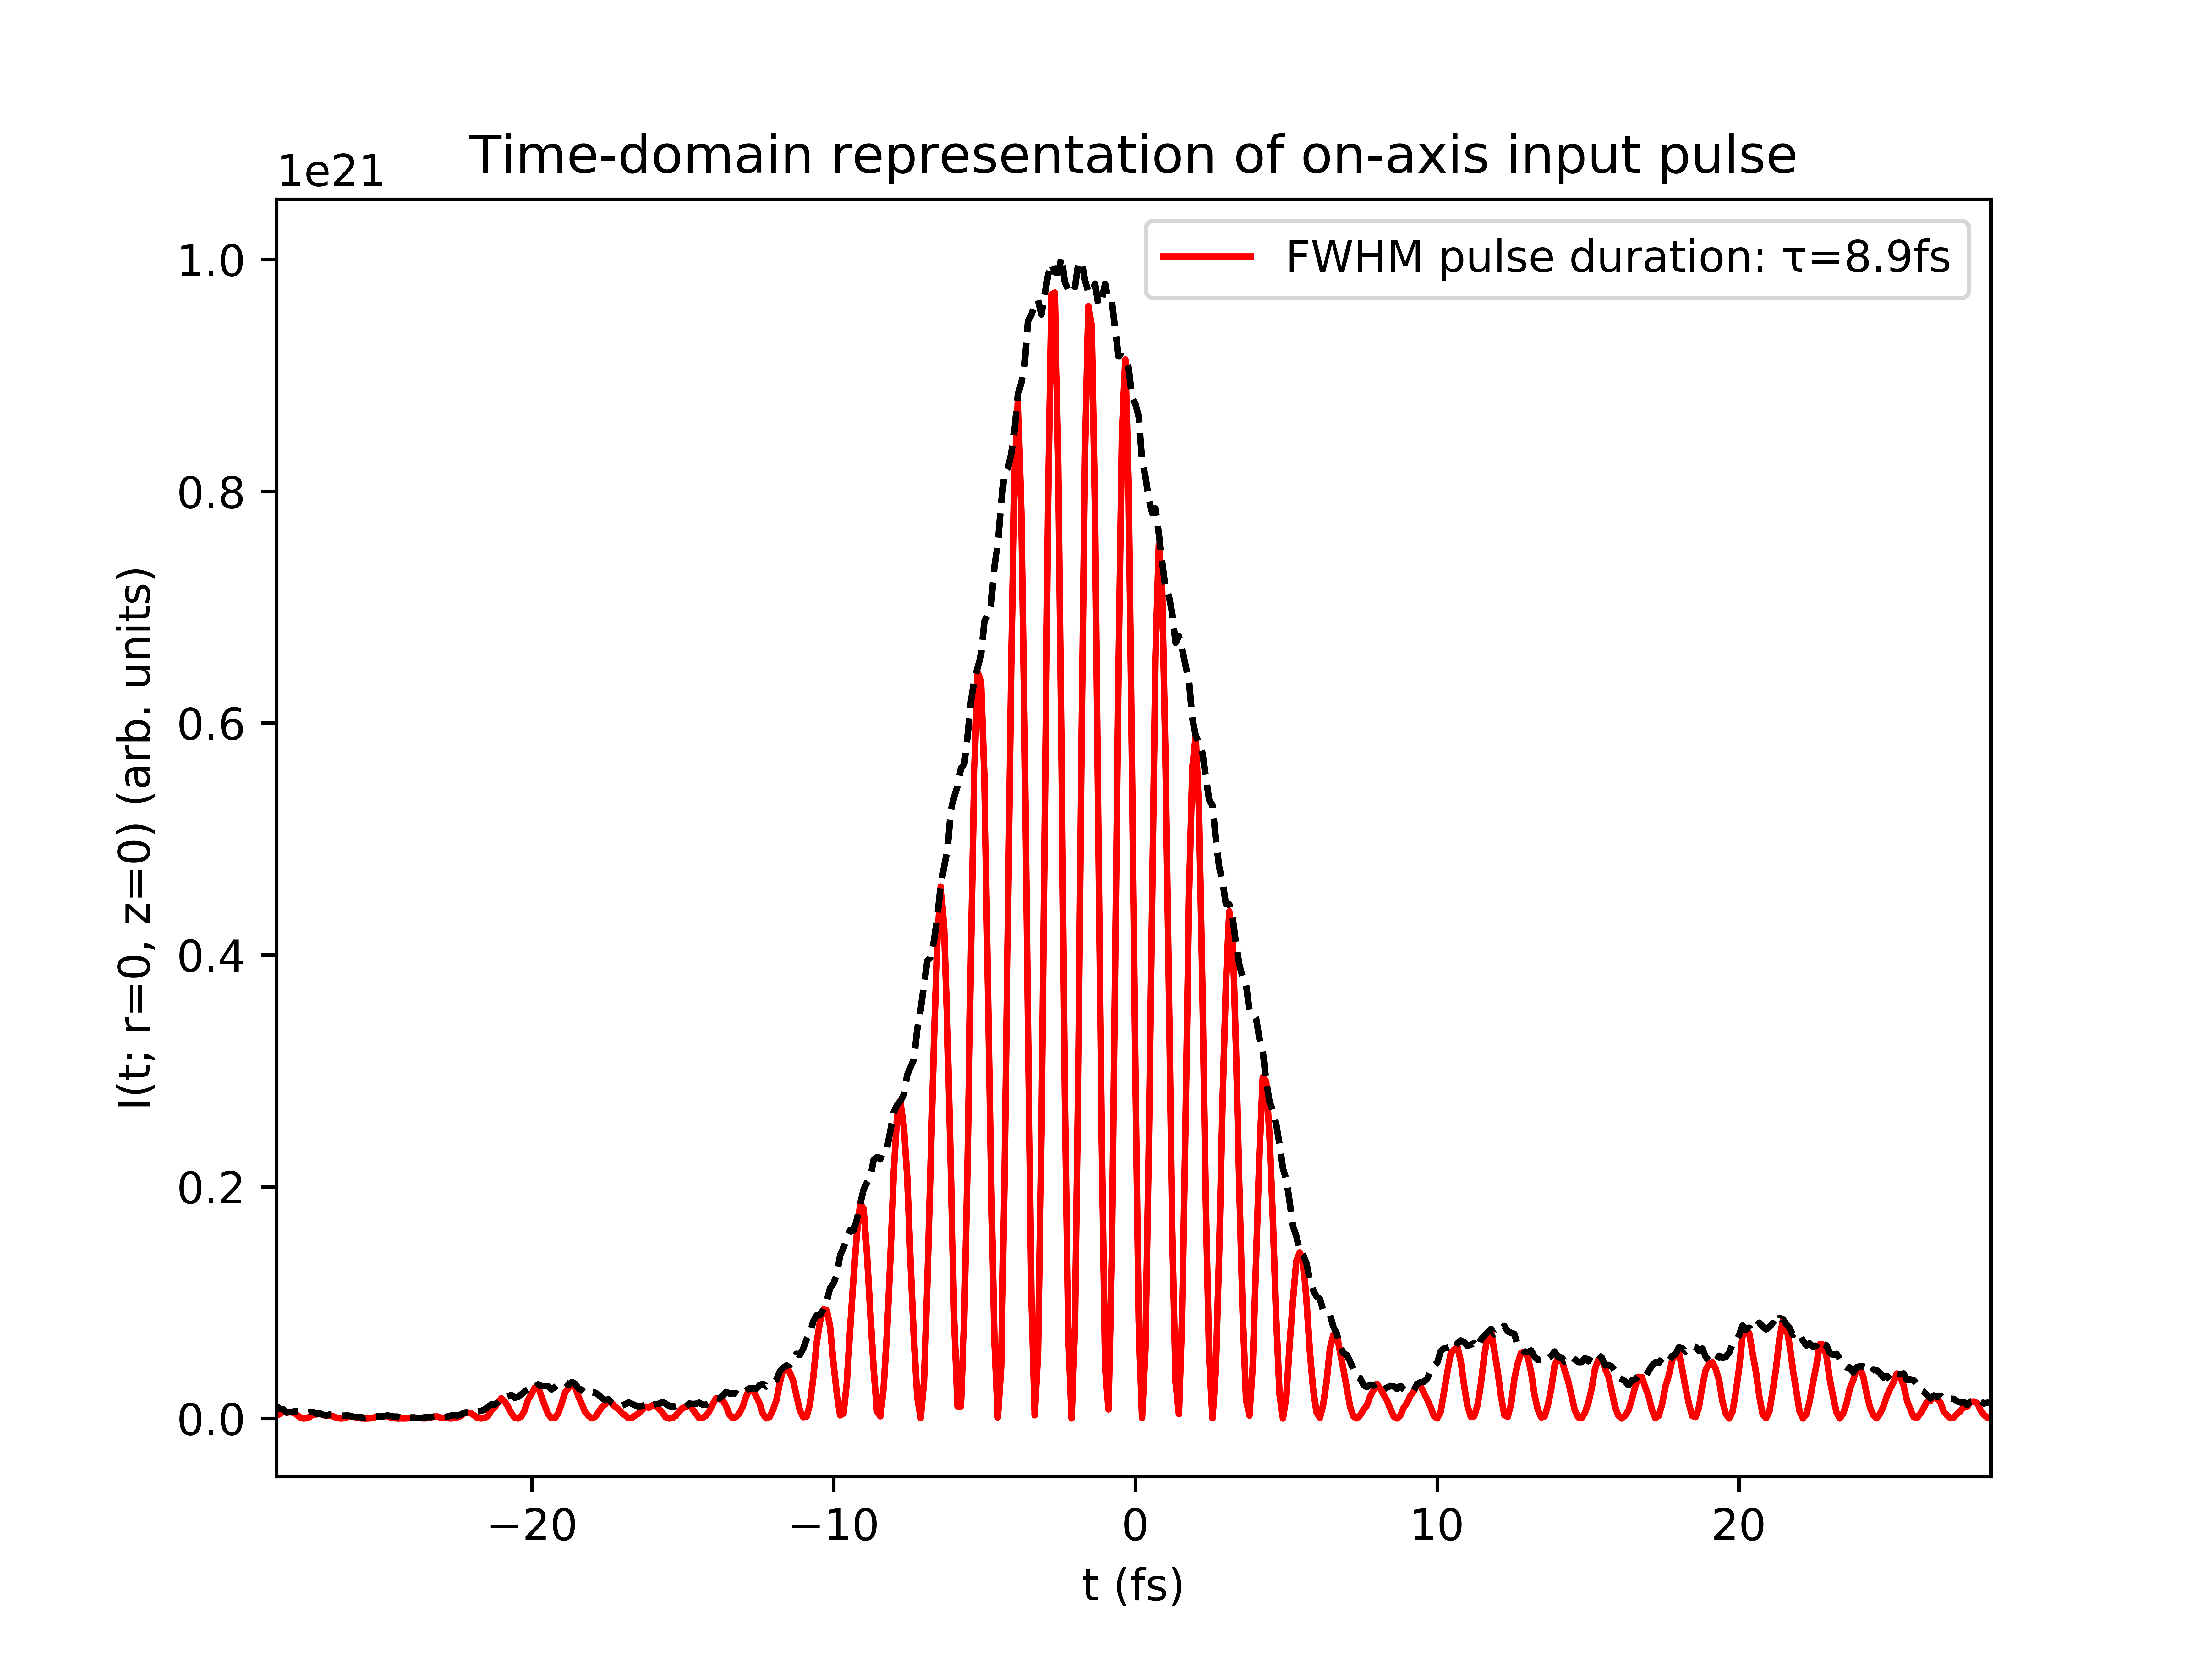 Time-domain representation of on-axis input pulse
1e21
FWHM pulse duration: τ=8.9fs
1.0
0.8
0.6
0.4
0.2
0.0
I(t; r=0, z=0) (arb. units)
−20 −10 0 10 20
t (fs)